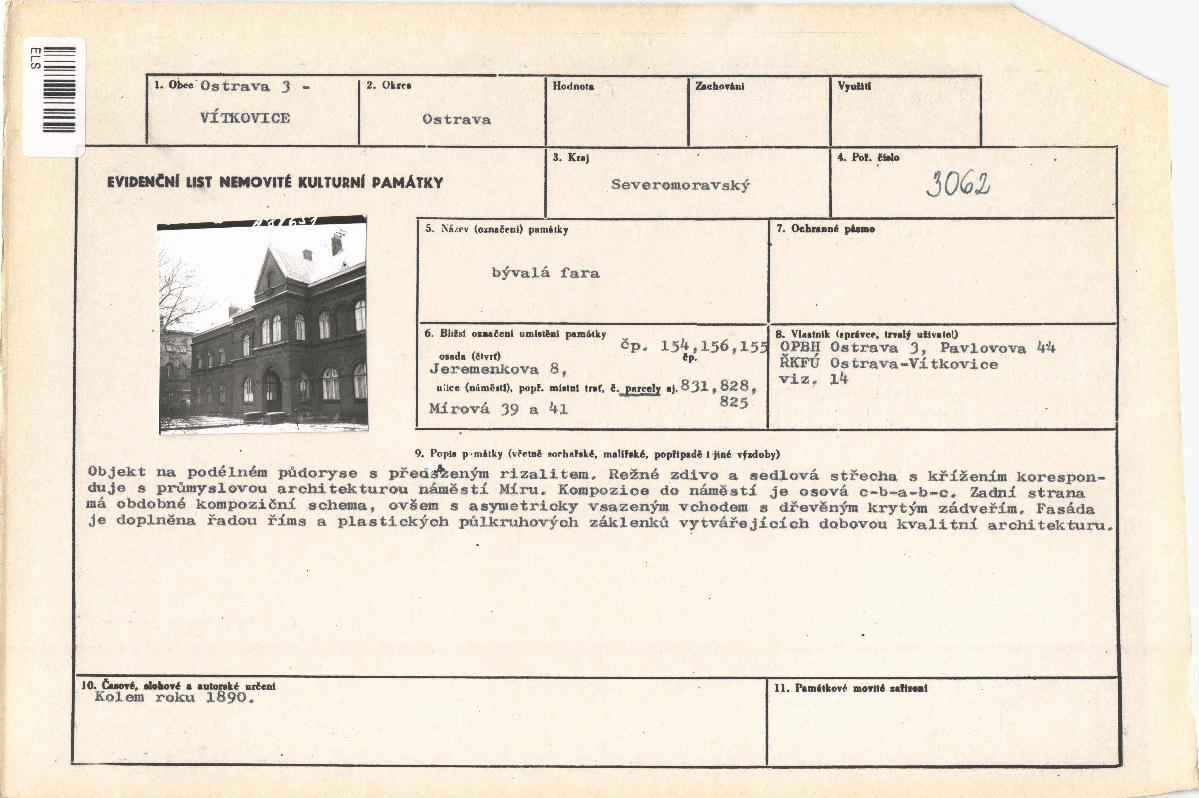 ELS
1. Obec Ostrava 3 -
VÍTKOVICE
2. Okres
Ostrava
Hodnota
Zachování
Využití
EVIDENČNÍ LIST NEMOVITÉ KULTURNÍ PAMÁTKY
3. Kraj
Severomoravský
4. Poř. číslo
3062
5. Název (označení) památky
bývalá fara
7. Ochranné pásmo
6. Bližší označení umístění památky
čp. 154,156,155
osada (čtvrť)
čp.
Jeremenkova 8,
ulice (náměstí), popř. místní trať, č. parcely aj. 831,828,
825
Mírová 39 a 41
8. Vlastník (správce, trvalý uživatel)
OPBH Ostrava 3, Pavlovova 44
ŘKFÚ Ostrava-Vítkovice
viz. 14
9. Popis památky (včetně sochařské, malířské, popřípadě i jiné výzdoby)
Objekt na podélném půdoryse s předsazeným rizalitem. Režné zdivo a sedlová střecha s křížením korespon-
duje s průmyslovou architekturou náměstí Míru. Kompozice do náměstí je osová c-b-a-b-c. Zadní strana
má obdobné kompoziční schema, ovšem s asymetricky vsazeným vchodem s dřevěným krytým zádveřím. Fasáda
je doplněna řadou říms a plastických půlkruhových záklenků vytvářejících dobovou kvalitní architekturu.
10. Časové, slohové a autorské určení
Kolem roku 1890.
11. Památkové movité zařízení